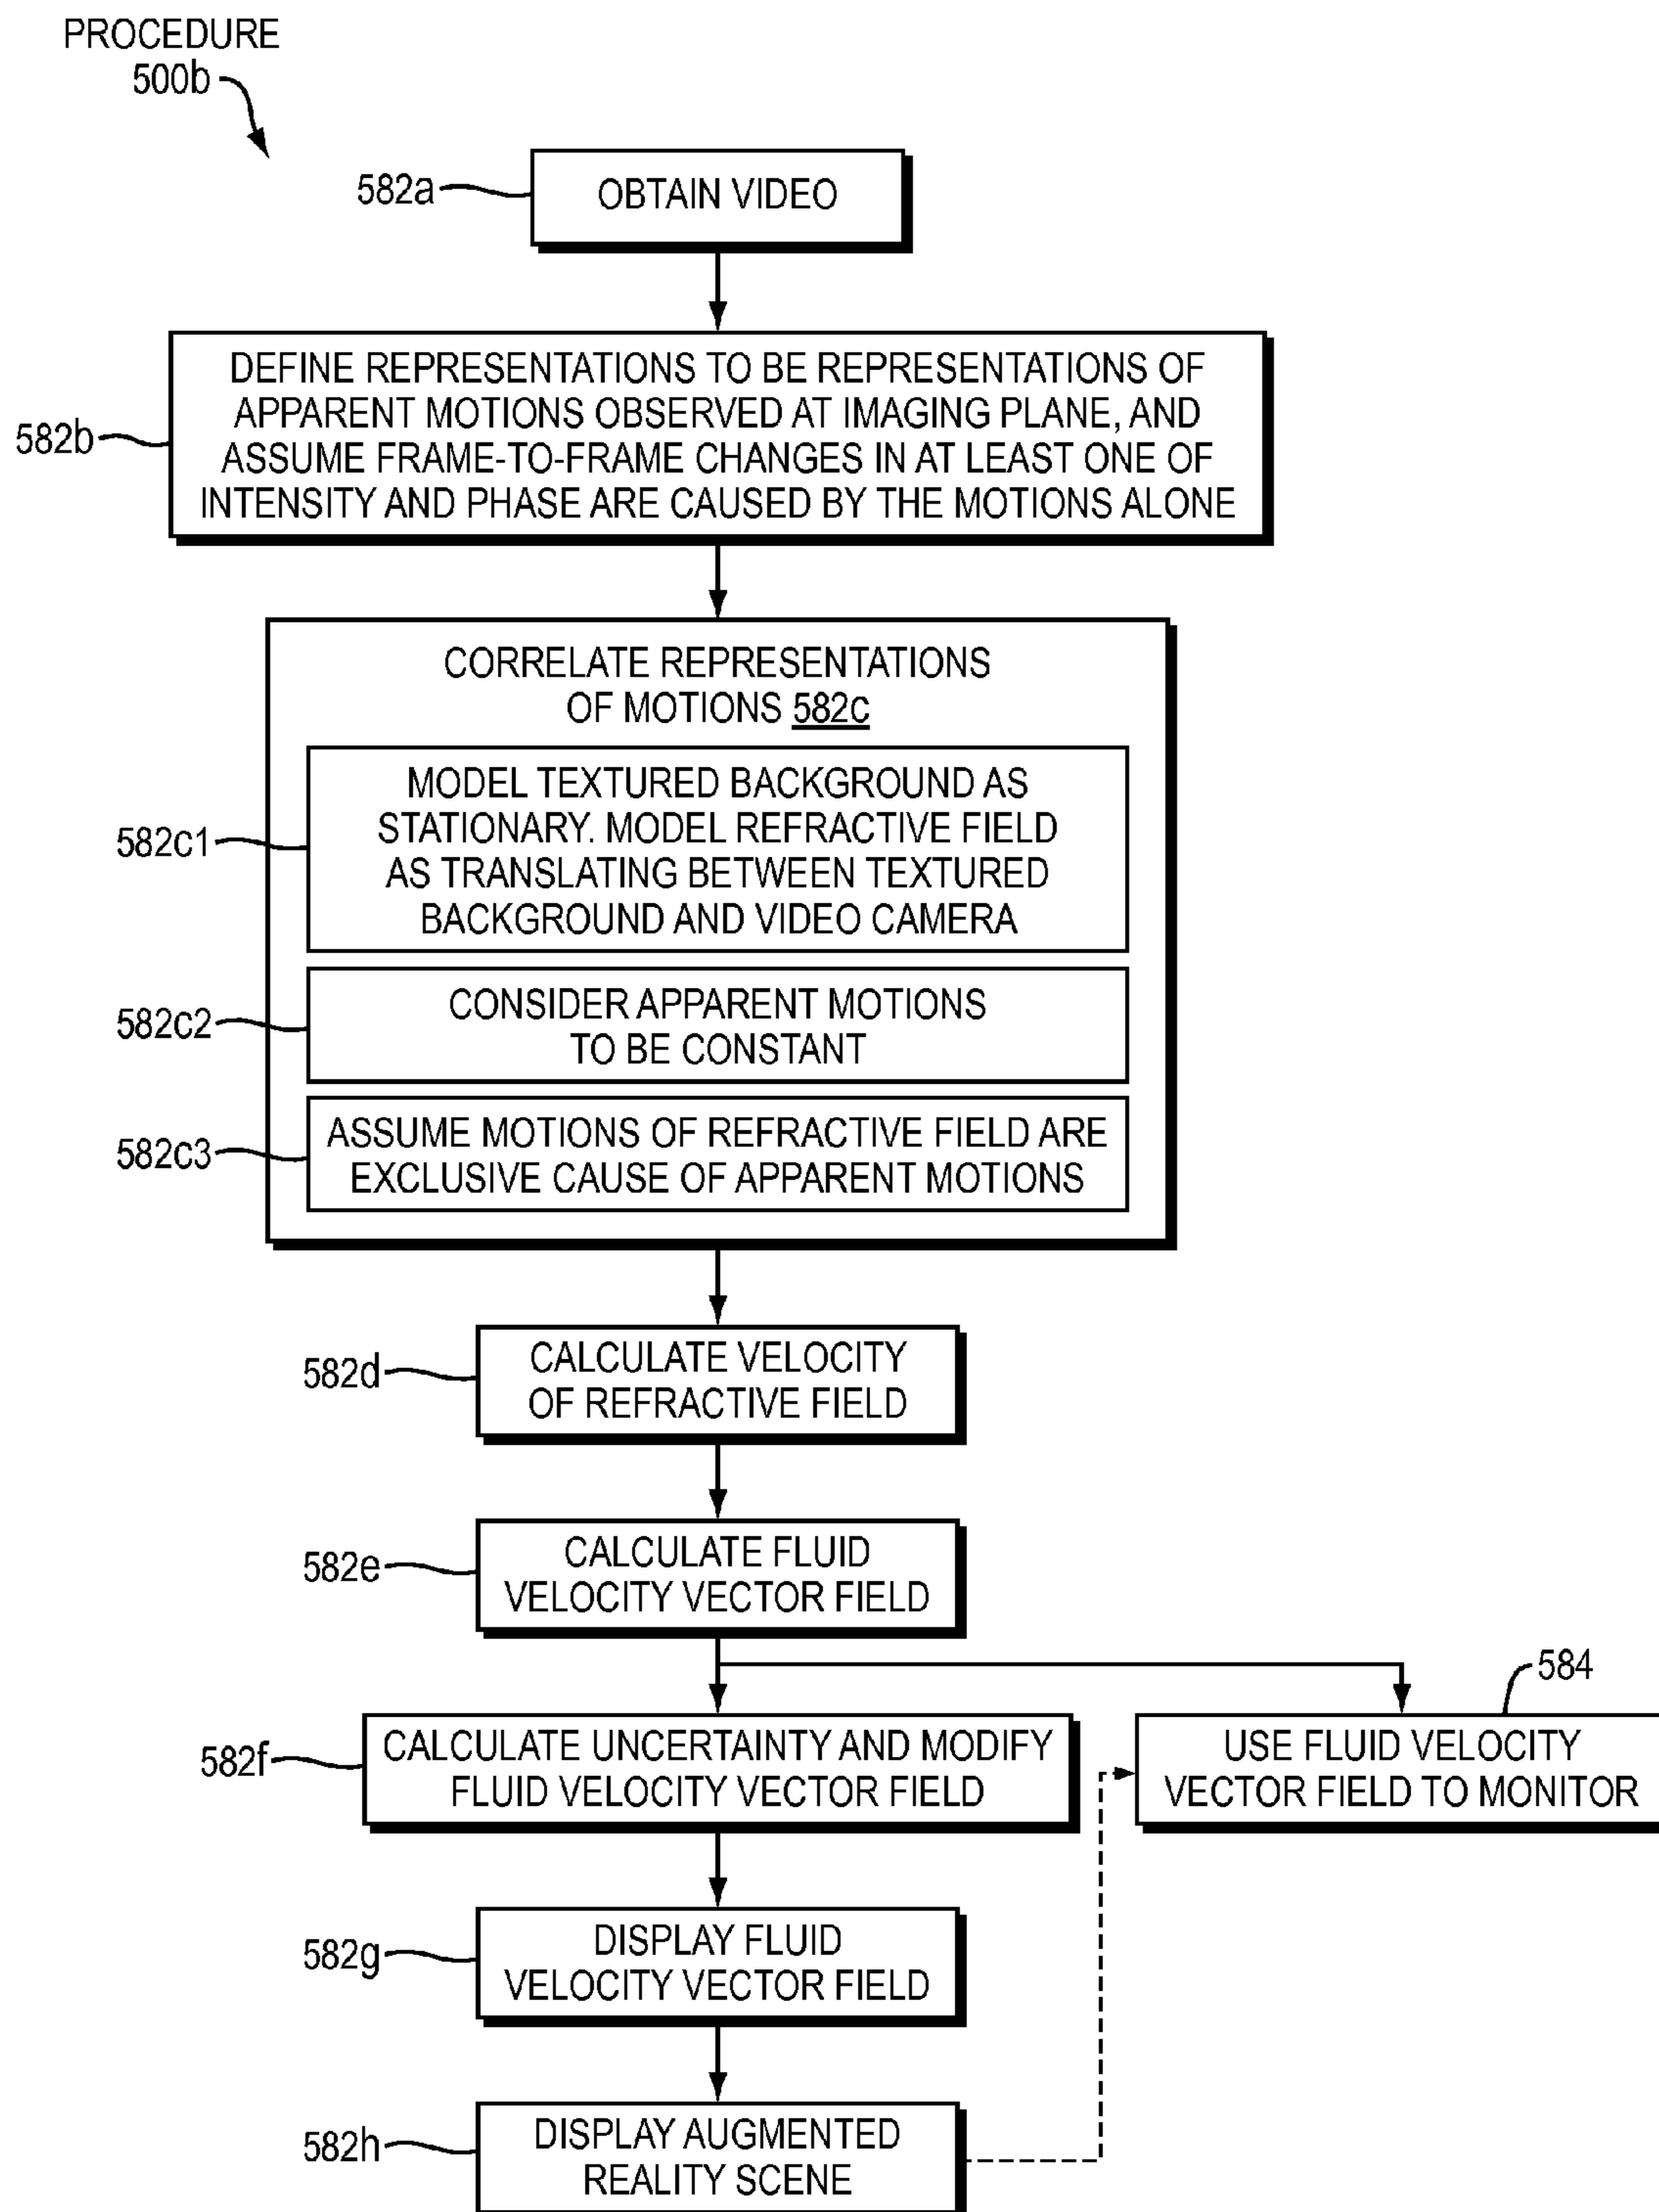 PROCEDURE
500b
582a
OBTAIN VIDEO
582b
DEFINE REPRESENTATIONS TO BE REPRESENTATIONS OF
APPARENT MOTIONS OBSERVED AT IMAGING PLANE, AND
ASSUME FRAME-TO-FRAME CHANGES IN AT LEAST ONE OF
INTENSITY AND PHASE ARE CAUSED BY THE MOTIONS ALONE
CORRELATE REPRESENTATIONS
OF MOTIONS 582c
582c1
MODEL TEXTURED BACKGROUND AS
STATIONARY. MODEL REFRACTIVE FIELD
AS TRANSLATING BETWEEN TEXTURED
BACKGROUND AND VIDEO CAMERA
582c2
CONSIDER APPARENT MOTIONS
TO BE CONSTANT
582c3
ASSUME MOTIONS OF REFRACTIVE FIELD ARE
EXCLUSIVE CAUSE OF APPARENT MOTIONS
582d
CALCULATE VELOCITY
OF REFRACTIVE FIELD
582e
CALCULATE FLUID
VELOCITY VECTOR FIELD
582f
CALCULATE UNCERTAINTY AND MODIFY
FLUID VELOCITY VECTOR FIELD
584
USE FLUID VELOCITY
VECTOR FIELD TO MONITOR
582g
DISPLAY FLUID
VELOCITY VECTOR FIELD
582h
DISPLAY AUGMENTED
REALITY SCENE